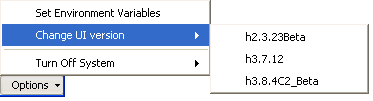 Set Environment Variables
Change UI version
Turn Off System
Options
h2.3.23Beta
h3.7.12
h3.8.4C2_Beta